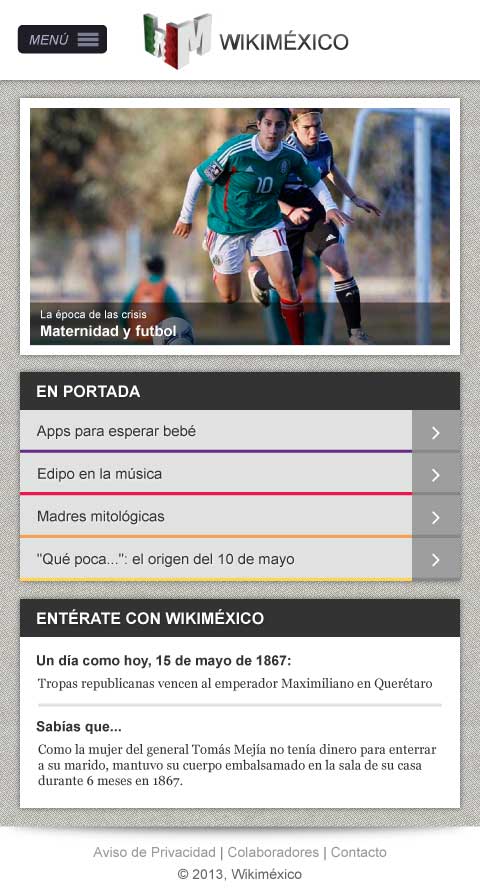 MENÚ
WIKIMÉXICO
10
La época de las crisis
Maternidad y futbol
EN PORTADA
Apps para esperar bebé
Edipo en la música
Madres mitológicas
"Qué poca...": el origen del 10 de mayo
ENTÉRATE CON WIKIMÉXICO
Un día como hoy, 15 de mayo de 1867:
Tropas republicanas vencen al emperador Maximiliano en Querétaro
Sabías que...
Como la mujer del general Tomás Mejía no tenía dinero para enterrar
a su marido, mantuvo su cuerpo embalsamado en la sala de su casa
durante 6 meses en 1867.
Aviso de Privacidad | Colaboradores | Contacto
© 2013, Wikiméxico